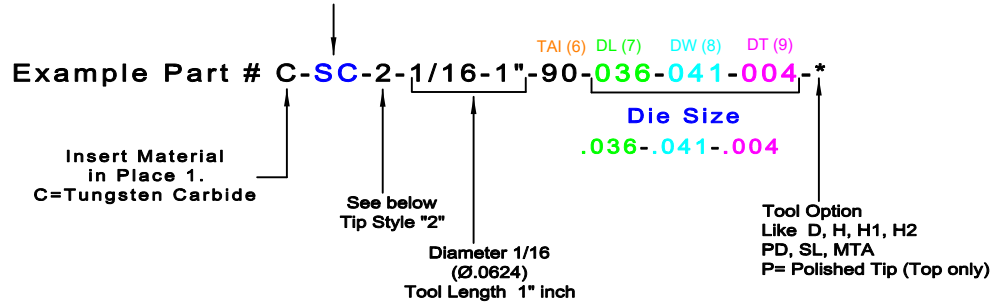 TAI (6) DL (7) DW (8) DT (9)
Example Part # C-SC-2-1/16-1"-90-036-041-004-*
Die Size
.036-.041-.004
Insert Material
in Place 1.
C=Tungsten Carbide
See below
Tip Style "2"
Diameter 1/16
(Ø.0624)
Tool Length 1" inch
Tool Option
Like D, H, H1, H2
PD, SL, MTA
P= Polished Tip (Top only)